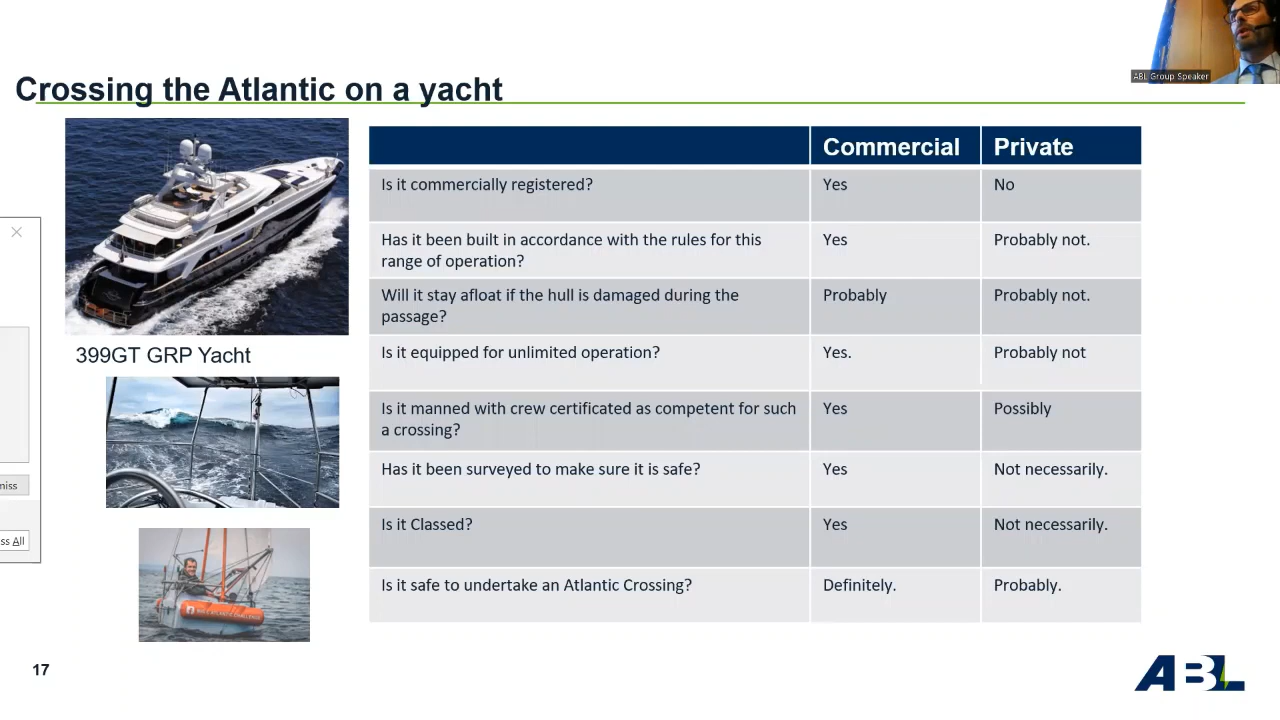 ABL Group Speaker
Crossing the Atlantic on a yacht
Commercial Private
Is it commercially registered? Yes No
Has it been built in accordance with the rules for this
range of operation? Yes Probably not.
Will it stay afloat if the hull is damaged during the
passage? Probably Probably not.
399GT GRP Yacht
Is it equipped for unlimited operation? Yes. Probably not
Is it manned with crew certificated as competent for such
a crossing? Yes Possibly
Has it been surveyed to make sure it is safe? Yes Not necessarily.
miss
Is it Classed? Yes Not necessarily.
ss All
Is it safe to undertake an Atlantic Crossing? Definitely. Probably.
17
ABL